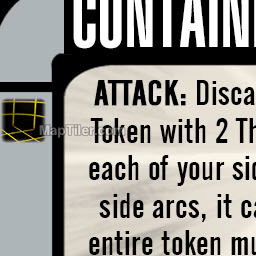 CONTAIN
ATTACK: Disca
Token with 2 Th
each of your sid
side arcs, it ca
entire token mu
MapTiler.com